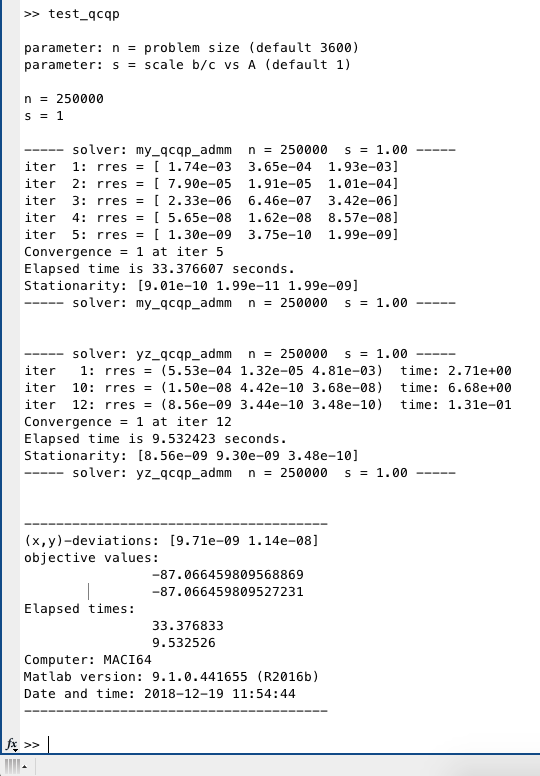 >> test_qcqp
parameter: n = problem size (default 3600)
parameter: s = scale b/c vs A (default 1)
n = 250000
s = 1
----- solver: my_qcqp_admm  n = 250000  s = 1.00 -----
iter  1: rres = [ 1.74e-03  3.65e-04  1.93e-03]
iter  2: rres = [ 7.90e-05  1.91e-05  1.01e-04]
iter  3: rres = [ 2.33e-06  6.46e-07  3.42e-06]
iter  4: rres = [ 5.65e-08  1.62e-08  8.57e-08]
iter  5: rres = [ 1.30e-09  3.75e-10  1.99e-09]
Convergence = 1 at iter 5
Elapsed time is 33.376607 seconds.
Stationarity: [9.01e-10 1.99e-11 1.99e-09]
----- solver: my_qcqp_admm  n = 250000  s = 1.00 -----
----- solver: yz_qcqp_admm  n = 250000  s = 1.00 -----
iter   1: rres = (5.53e-04 1.32e-05 4.81e-03)  time: 2.71e+00
iter  10: rres = (1.50e-08 4.42e-10 3.68e-08)  time: 6.68e+00
iter  12: rres = (8.56e-09 3.44e-10 3.48e-10)  time: 1.31e-01
Convergence = 1 at iter 12
Elapsed time is 9.532423 seconds.
Stationarity: [8.56e-09 9.30e-09 3.48e-10]
----- solver: yz_qcqp_admm  n = 250000  s = 1.00 -----
------------------------------------
(x,y)-deviations: [9.71e-09 1.14e-08]
objective values:
-87.066459809568869
-87.066459809527231
Elapsed times:
33.376833
9.532526
Computer: MACI64
Matlab version: 9.1.0.441655 (R2016b)
Date and time: 2018-12-19 11:54:44
------------------------------------
fx >>